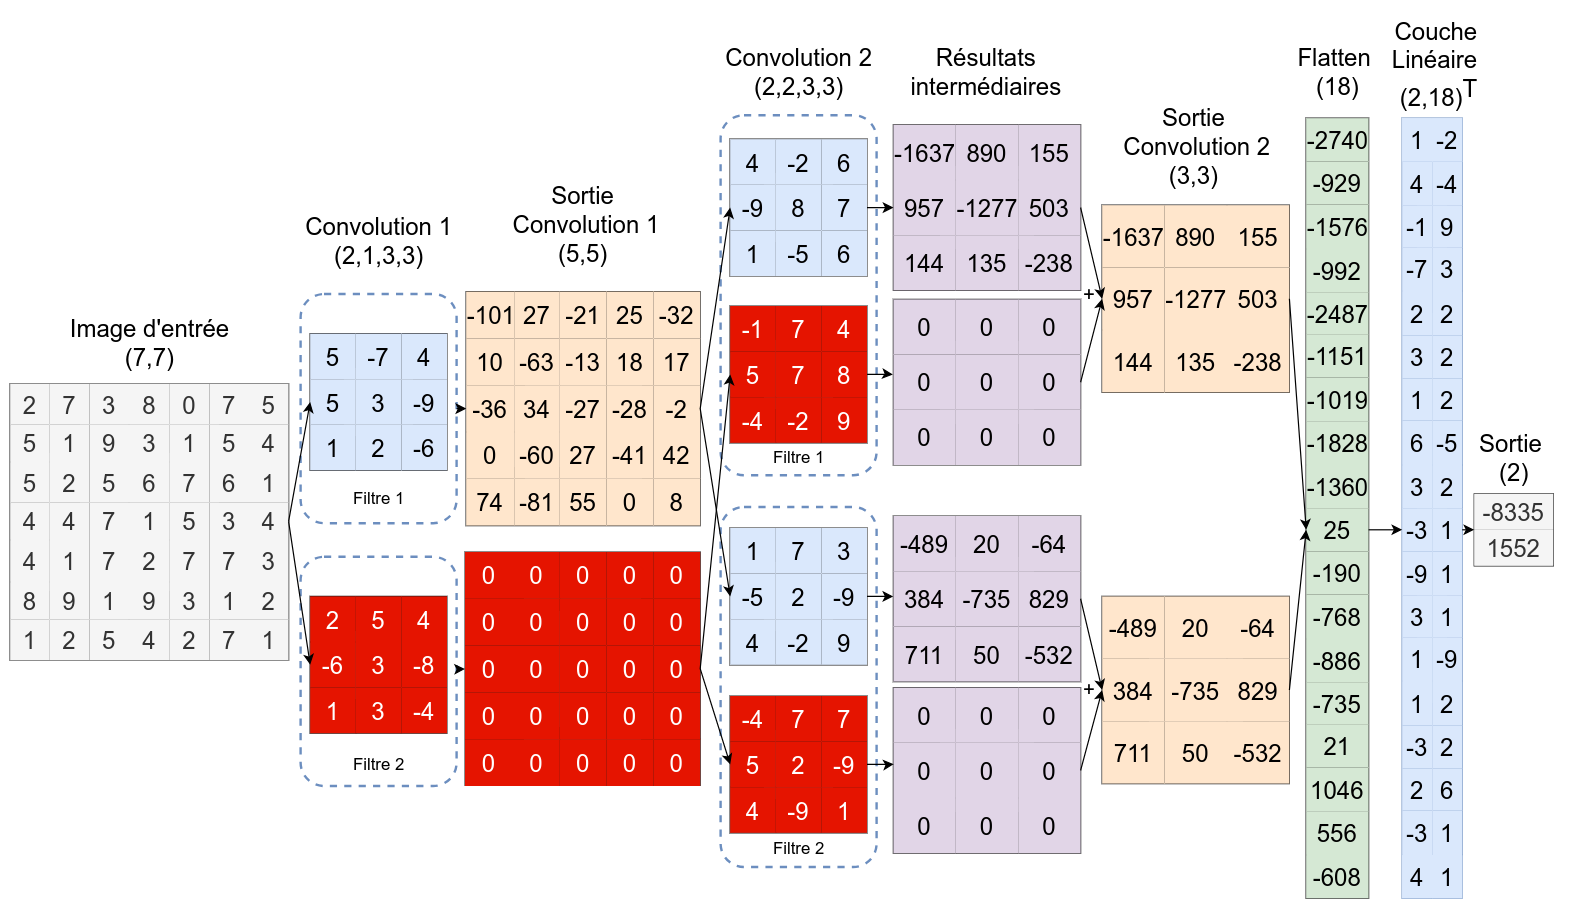 Image d'entrée
(7,7)
2 7 3 8 0 7 5
5 1 9 3 1 5 4
5 2 5 6 7 6 1
4 4 7 1 5 3 4
4 1 7 2 7 7 3
8 9 1 9 3 1 2
1 2 5 4 2 7 1
Convolution 1
(2,1,3,3)
5 -7 4
5 3 -9
1 2 -6
Filtre 1
2 5 4
-6 3 -8
1 3 -4
Filtre 2
Sortie
Convolution 1
(5,5)
-101 27 -21 25 -32
10 -63 -13 18 17
-36 34 -27 -28 -2
0 -60 27 -41 42
74 -81 55 0 8
0 0 0 0 0
0 0 0 0 0
0 0 0 0 0
0 0 0 0 0
0 0 0 0 0
Convolution 2
(2,2,3,3)
4 -2 6
-9 8 7
1 -5 6
-1 7 4
5 7 8
-4 -2 9
Filtre 1
1 7 3
-5 2 -9
4 -2 9
-4 7 7
5 2 -9
4 -9 1
Filtre 2
Résultats
intermédiaires
-1637 890 155
957 -1277 503
144 135 -238
0 0 0
0 0 0
0 0 0
-489 20 -64
384 -735 829
711 50 -532
0 0 0
0 0 0
0 0 0
Sortie
Convolution 2
(3,3)
+
-1637 890 155
957 -1277 503
144 135 -238
+
-489 20 -64
384 -735 829
711 50 -532
Flatten
(18)
-2740
-929
-1576
-992
-2487
-1151
-1019
-1828
-1360
25
-190
-768
-886
-735
21
1046
556
-608
Couche
Linéaire
(2,18)T
1 -2
4 -4
-1 9
-7 3
2 2
3 2
1 2
6 -5
3 2
-3 1
-9 1
3 1
1 -9
1 2
-3 2
2 6
-3 1
4 1
Sortie
(2)
-8335
1552